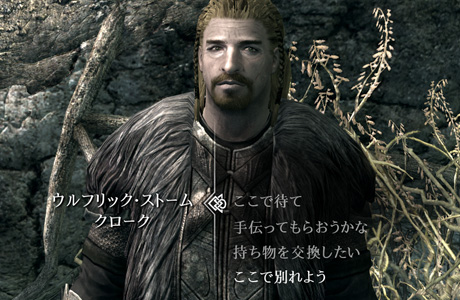 ウルフリック・ストーム
クローク
ここで待て
手伝ってもらおうかな
持ち物を交換したい
ここで別れよう